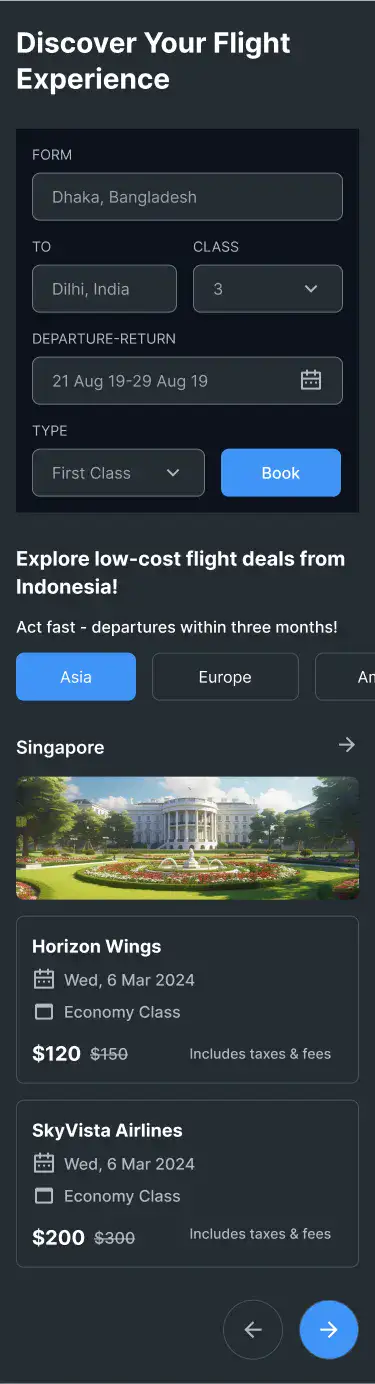 Discover Your Flight
Experience
FORM
Dhaka, Bangladesh
TO
CLASS
Dilhi, India
3
DEPARTURE-RETURN
21 Aug 19-29 Aug 19
TYPE
First Class
Book
Explore low-cost flight deals from
Indonesia!
Act fast - departures within three months!
Asia
Europe
Singapore
Horizon Wings
Wed, 6 Mar 2024
Economy Class
$120 $150
Includes taxes & fees
SkyVista Airlines
Wed, 6 Mar 2024
Economy Class
$200 $300
Includes taxes & fees